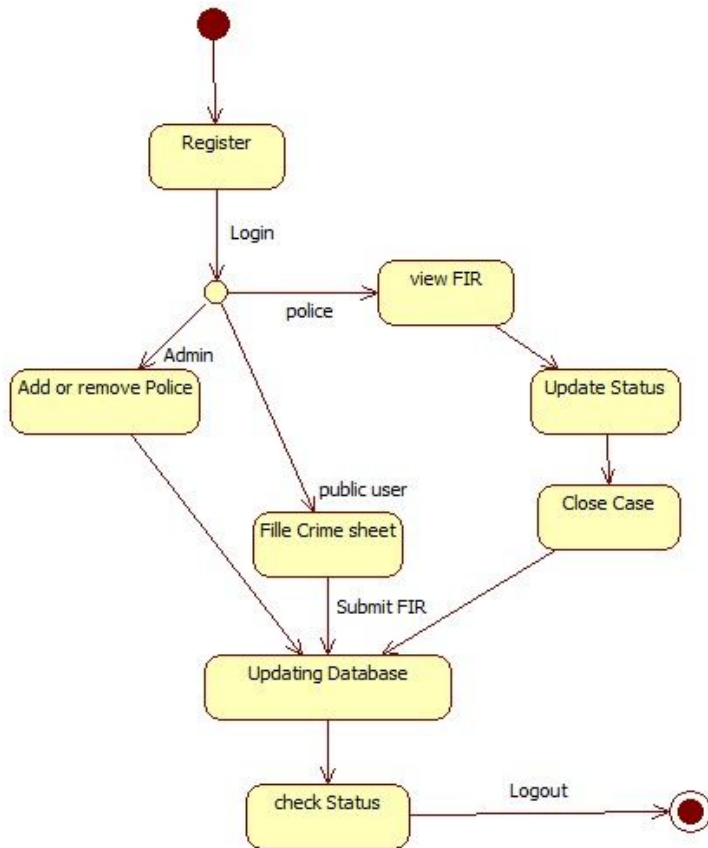 Register
Login
view FIR
police
Admin
Add or remove Police
Update Status
public user
Close Case
Fille Crime sheet
Submit FIR
Updating Database
check Status
Logout